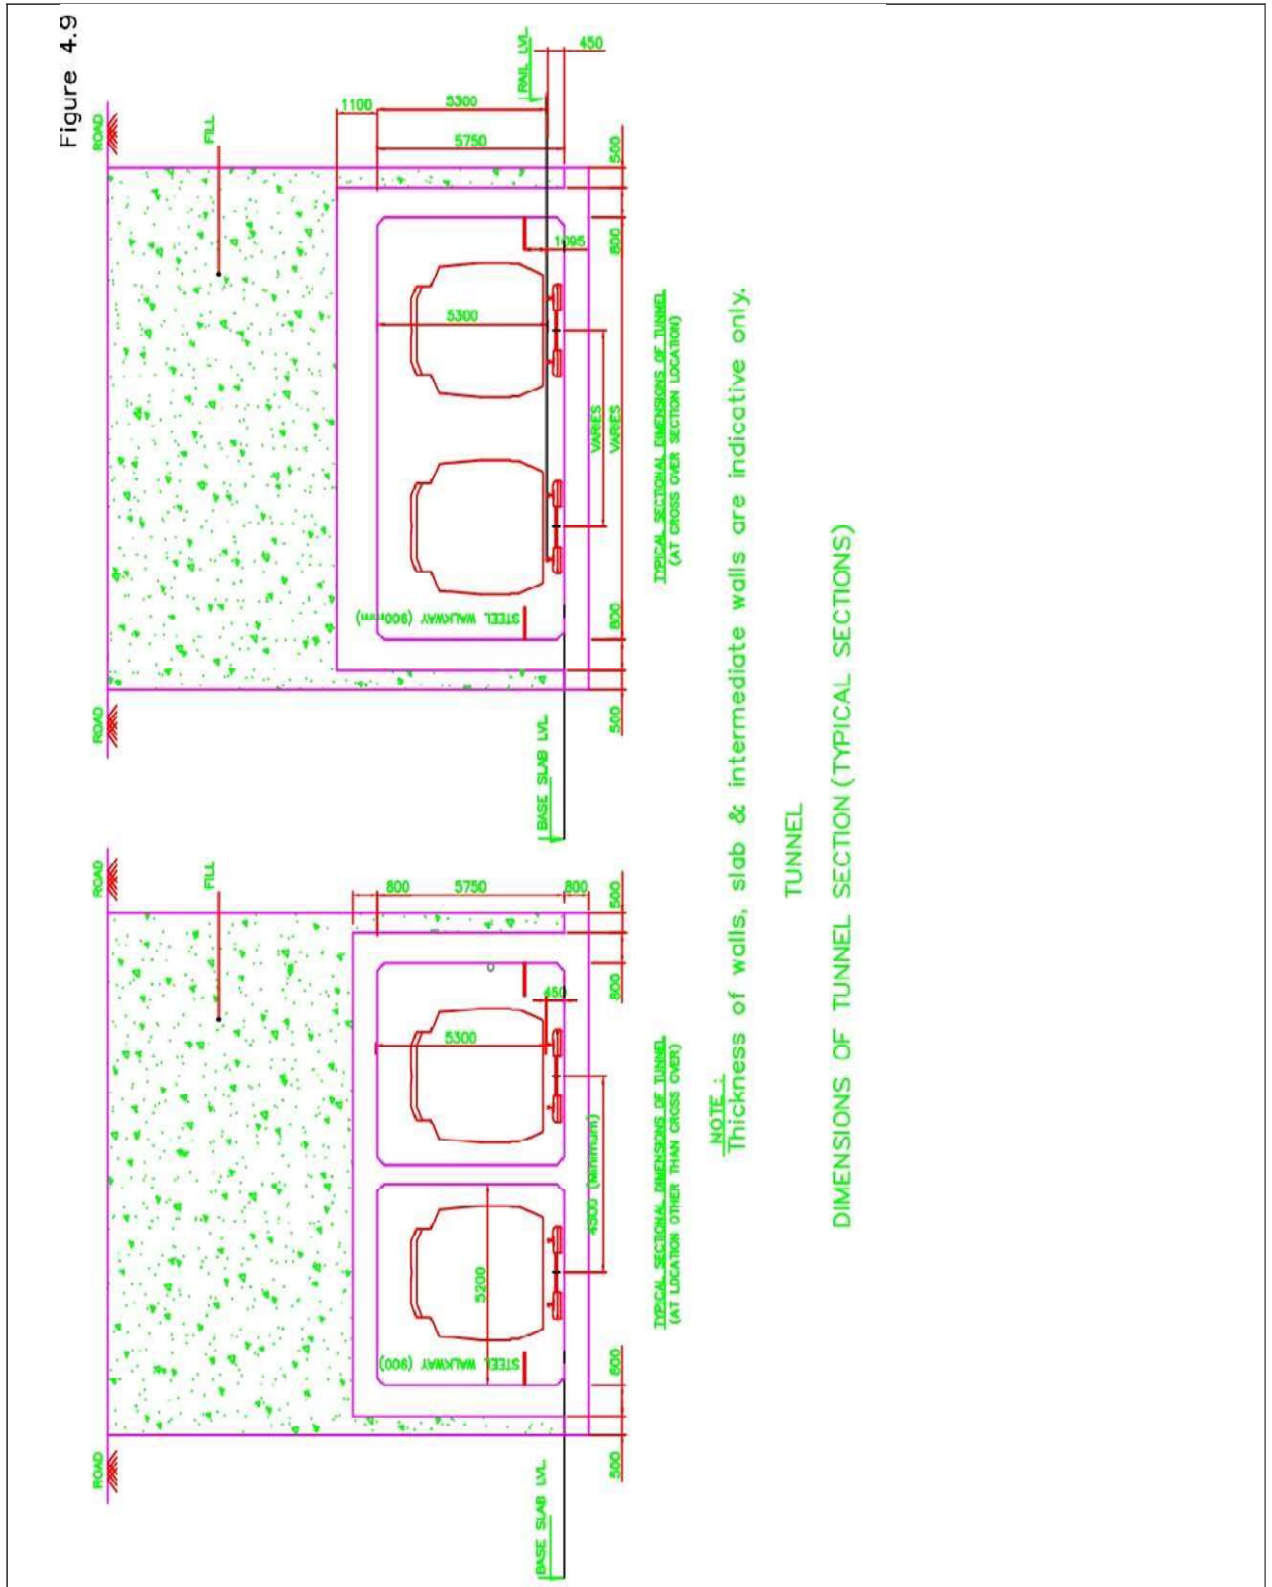 Figure 4.9
ROAD
FILL
ROAD
1100
5300
5750
RAIL LVL.
450
500
800
1095
5300
VARIES
VARIES
STEEL WALKWAY (900mm)
800
500
BASE SLAB LVL.
TYPICAL SECTIONAL DIMENSIONS OF TUNNEL
(AT CROSS OVER SECTION LOCATION)
ROAD
FILL
ROAD
800
5750
800
500
800
450
5300
4500 (Minimum)
5200
STEEL WALKWAY (900)
800
500
BASE SLAB LVL.
TYPICAL SECTIONAL DIMENSIONS OF TUNNEL
(AT LOCATION OTHER THAN CROSS OVER)
NOTE :
Thickness of walls, slab & intermediate walls are indicative only.
TUNNEL
DIMENSIONS OF TUNNEL SECTION (TYPICAL SECTIONS)